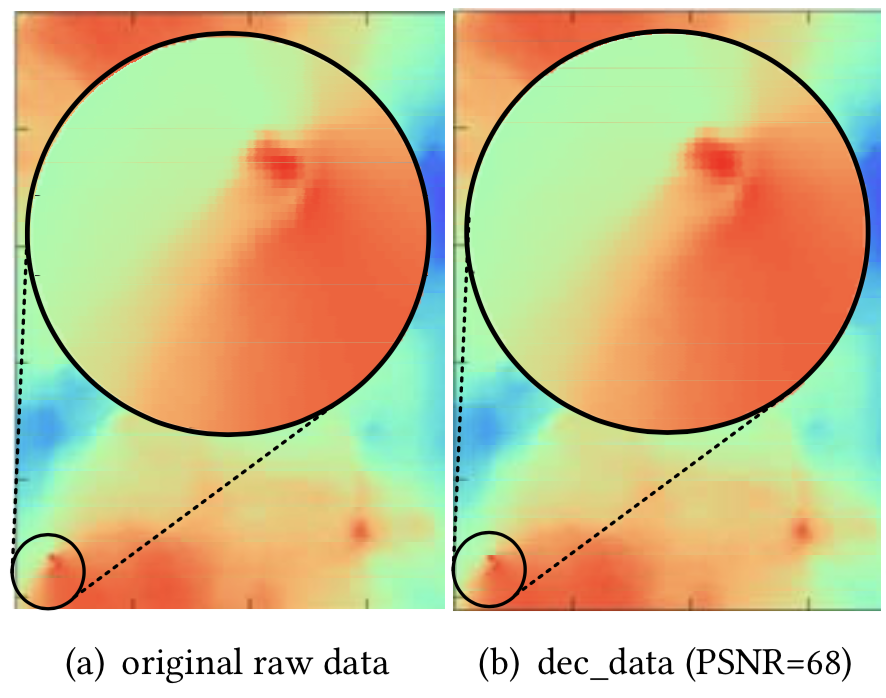 (a) original raw data
(b) dec_data (PSNR=68)